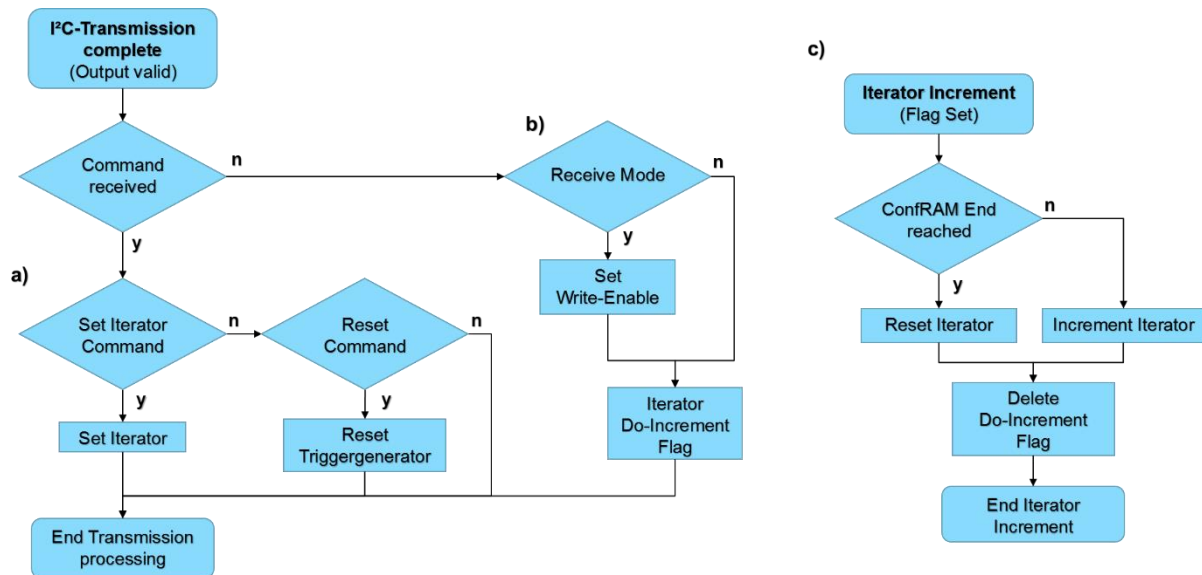 I²C-Transmission
complete
(Output valid)
Command
received
n
y
a)
Set Iterator
Command
n
y
Set Iterator
Reset
Command
n
y
Reset
Triggergenerator
End Transmission
processing
b)
Receive Mode
n
y
Set
Write-Enable
Iterator
Do-Increment
Flag
c)
Iterator Increment
(Flag Set)
ConfRAM End
reached
n
y
Reset Iterator
Increment Iterator
Delete
Do-Increment
Flag
End Iterator
Increment